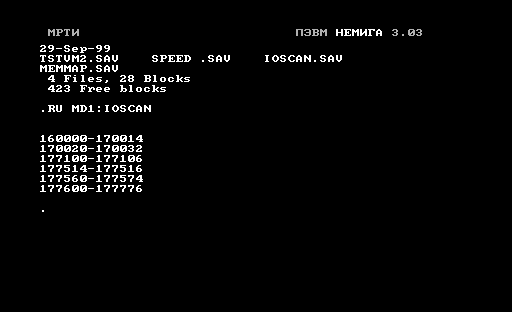 МРТИ ПЭВМ НЕМИГА 3.03
29-Sep-99
TSTVM2.SAV SPEED .SAV IOSCAN.SAV
MEMMAP.SAV
4 Files, 28 Blocks
423 Free blocks
.RU MD1:IOSCAN
160000-170014
170020-170032
177100-177106
177514-177516
177560-177574
177600-177776
.